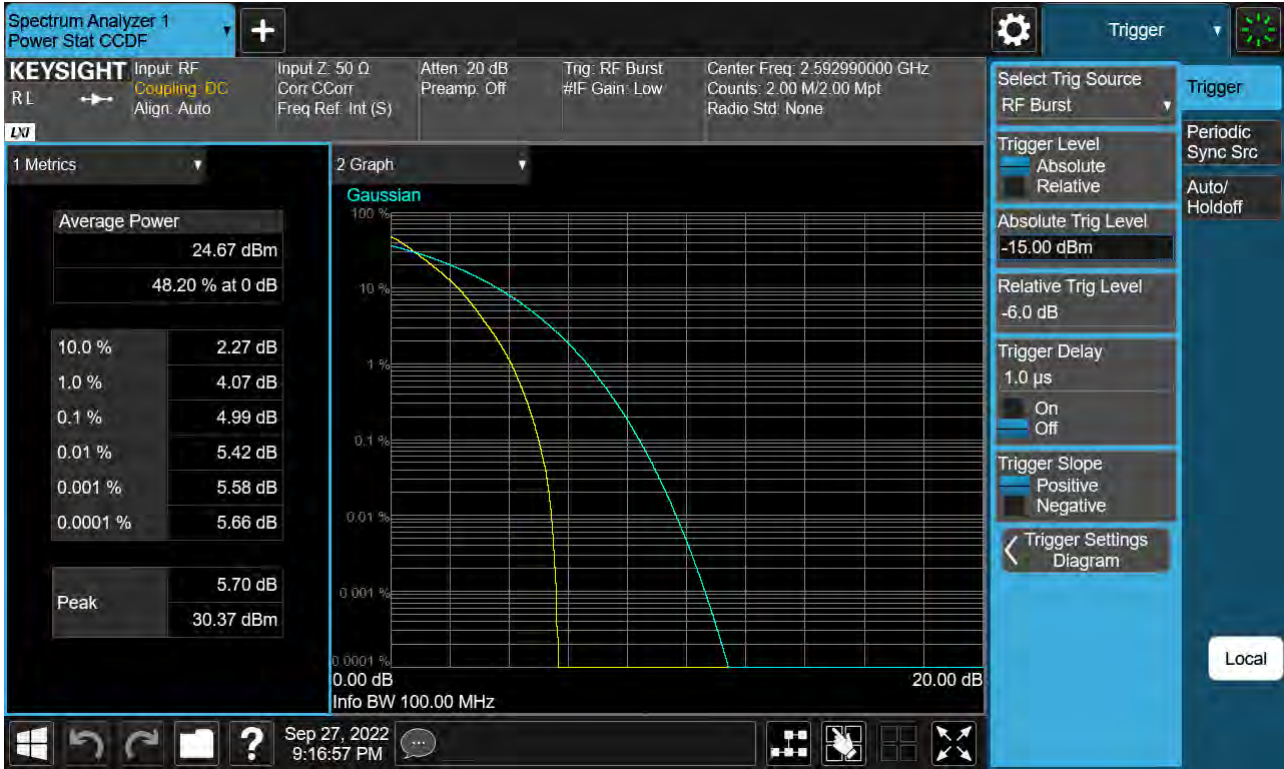 Spectrum Analyzer 1
Power Stat CCDF
Trigger
KEYSIGHT
R L
LXI
Input: RF
Coupling: DC
Align: Auto
Input Z: 50 Ω
Corr CCorr
Freq Ref: Int (S)
Atten: 20 dB
Preamp: Off
Trig: RF Burst
#IF Gain: Low
Center Freq: 2.592990000 GHz
Counts: 2.00 M/2.00 Mpt
Radio Std: None
1 Metrics
Average Power
24.67 dBm
48.20 % at 0 dB
10.0 % 2.27 dB
1.0 % 4.07 dB
0.1 % 4.99 dB
0.01 % 5.42 dB
0.001 % 5.58 dB
0.0001 % 5.66 dB
Peak
5.70 dB
30.37 dBm
2 Graph
Gaussian
100 %
10 %
1 %
0.1 %
0.01 %
0.001 %
0.0001 %
0.00 dB 20.00 dB
Info BW 100.00 MHz
Select Trig Source
RF Burst
Trigger Level
Absolute
Relative
Absolute Trig Level
-15.00 dBm
Relative Trig Level
-6.0 dB
Trigger Delay
1.0 µs
On
Off
Trigger Slope
Positive
Negative
Trigger Settings
Diagram
Trigger
Periodic
Sync Src
Auto/
Holdoff
Local
Sep 27, 2022
9:16:57 PM